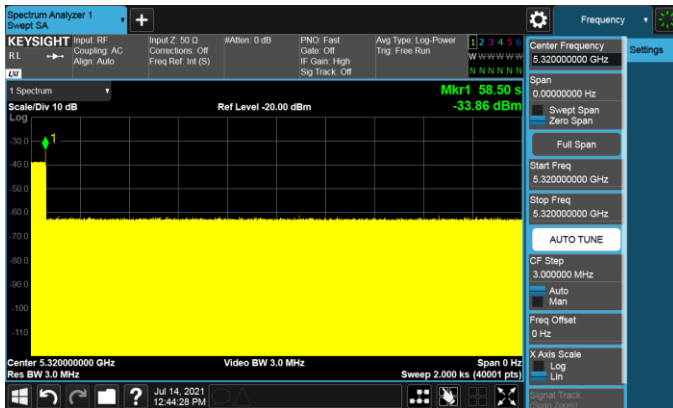 Spectrum Analyzer 1
Swept SA
Frequency
KEYSIGHT
RL
Input: RF
Coupling: AC
Align: Auto
Input Z: 50 Ω
Corrections: Off
Freq Ref: Int (S)
#Atten: 0 dB
PNO: Fast
Gate: Off
IF Gain: High
Sig Track: Off
Avg Type: Log-Power
Trig: Free Run
1 2 3 4 5 6
W W W W W W
N N N N N N
LXI
1 Spectrum
Mkr1 58.50 s
Scale/Div 10 dB
Ref Level -20.00 dBm
-33.86 dBm
Log
1
-30.0
-40.0
-50.0
-60.0
-70.0
-80.0
-90.0
-100
-110
Center 5.320000000 GHz
Video BW 3.0 MHz
Span 0 Hz
Res BW 3.0 MHz
Sweep 2.000 ks (40001 pts)
?
Jul 14, 2021
12:44:28 PM
Center Frequency
5.320000000 GHz
Settings
Span
0.00000000 Hz
Swept Span
Zero Span
Full Span
Start Freq
5.320000000 GHz
Stop Freq
5.320000000 GHz
AUTO TUNE
CF Step
3.000000 MHz
Auto
Man
Freq Offset
0 Hz
X Axis Scale
Log
Lin
Signal Track
(Span Zoom)